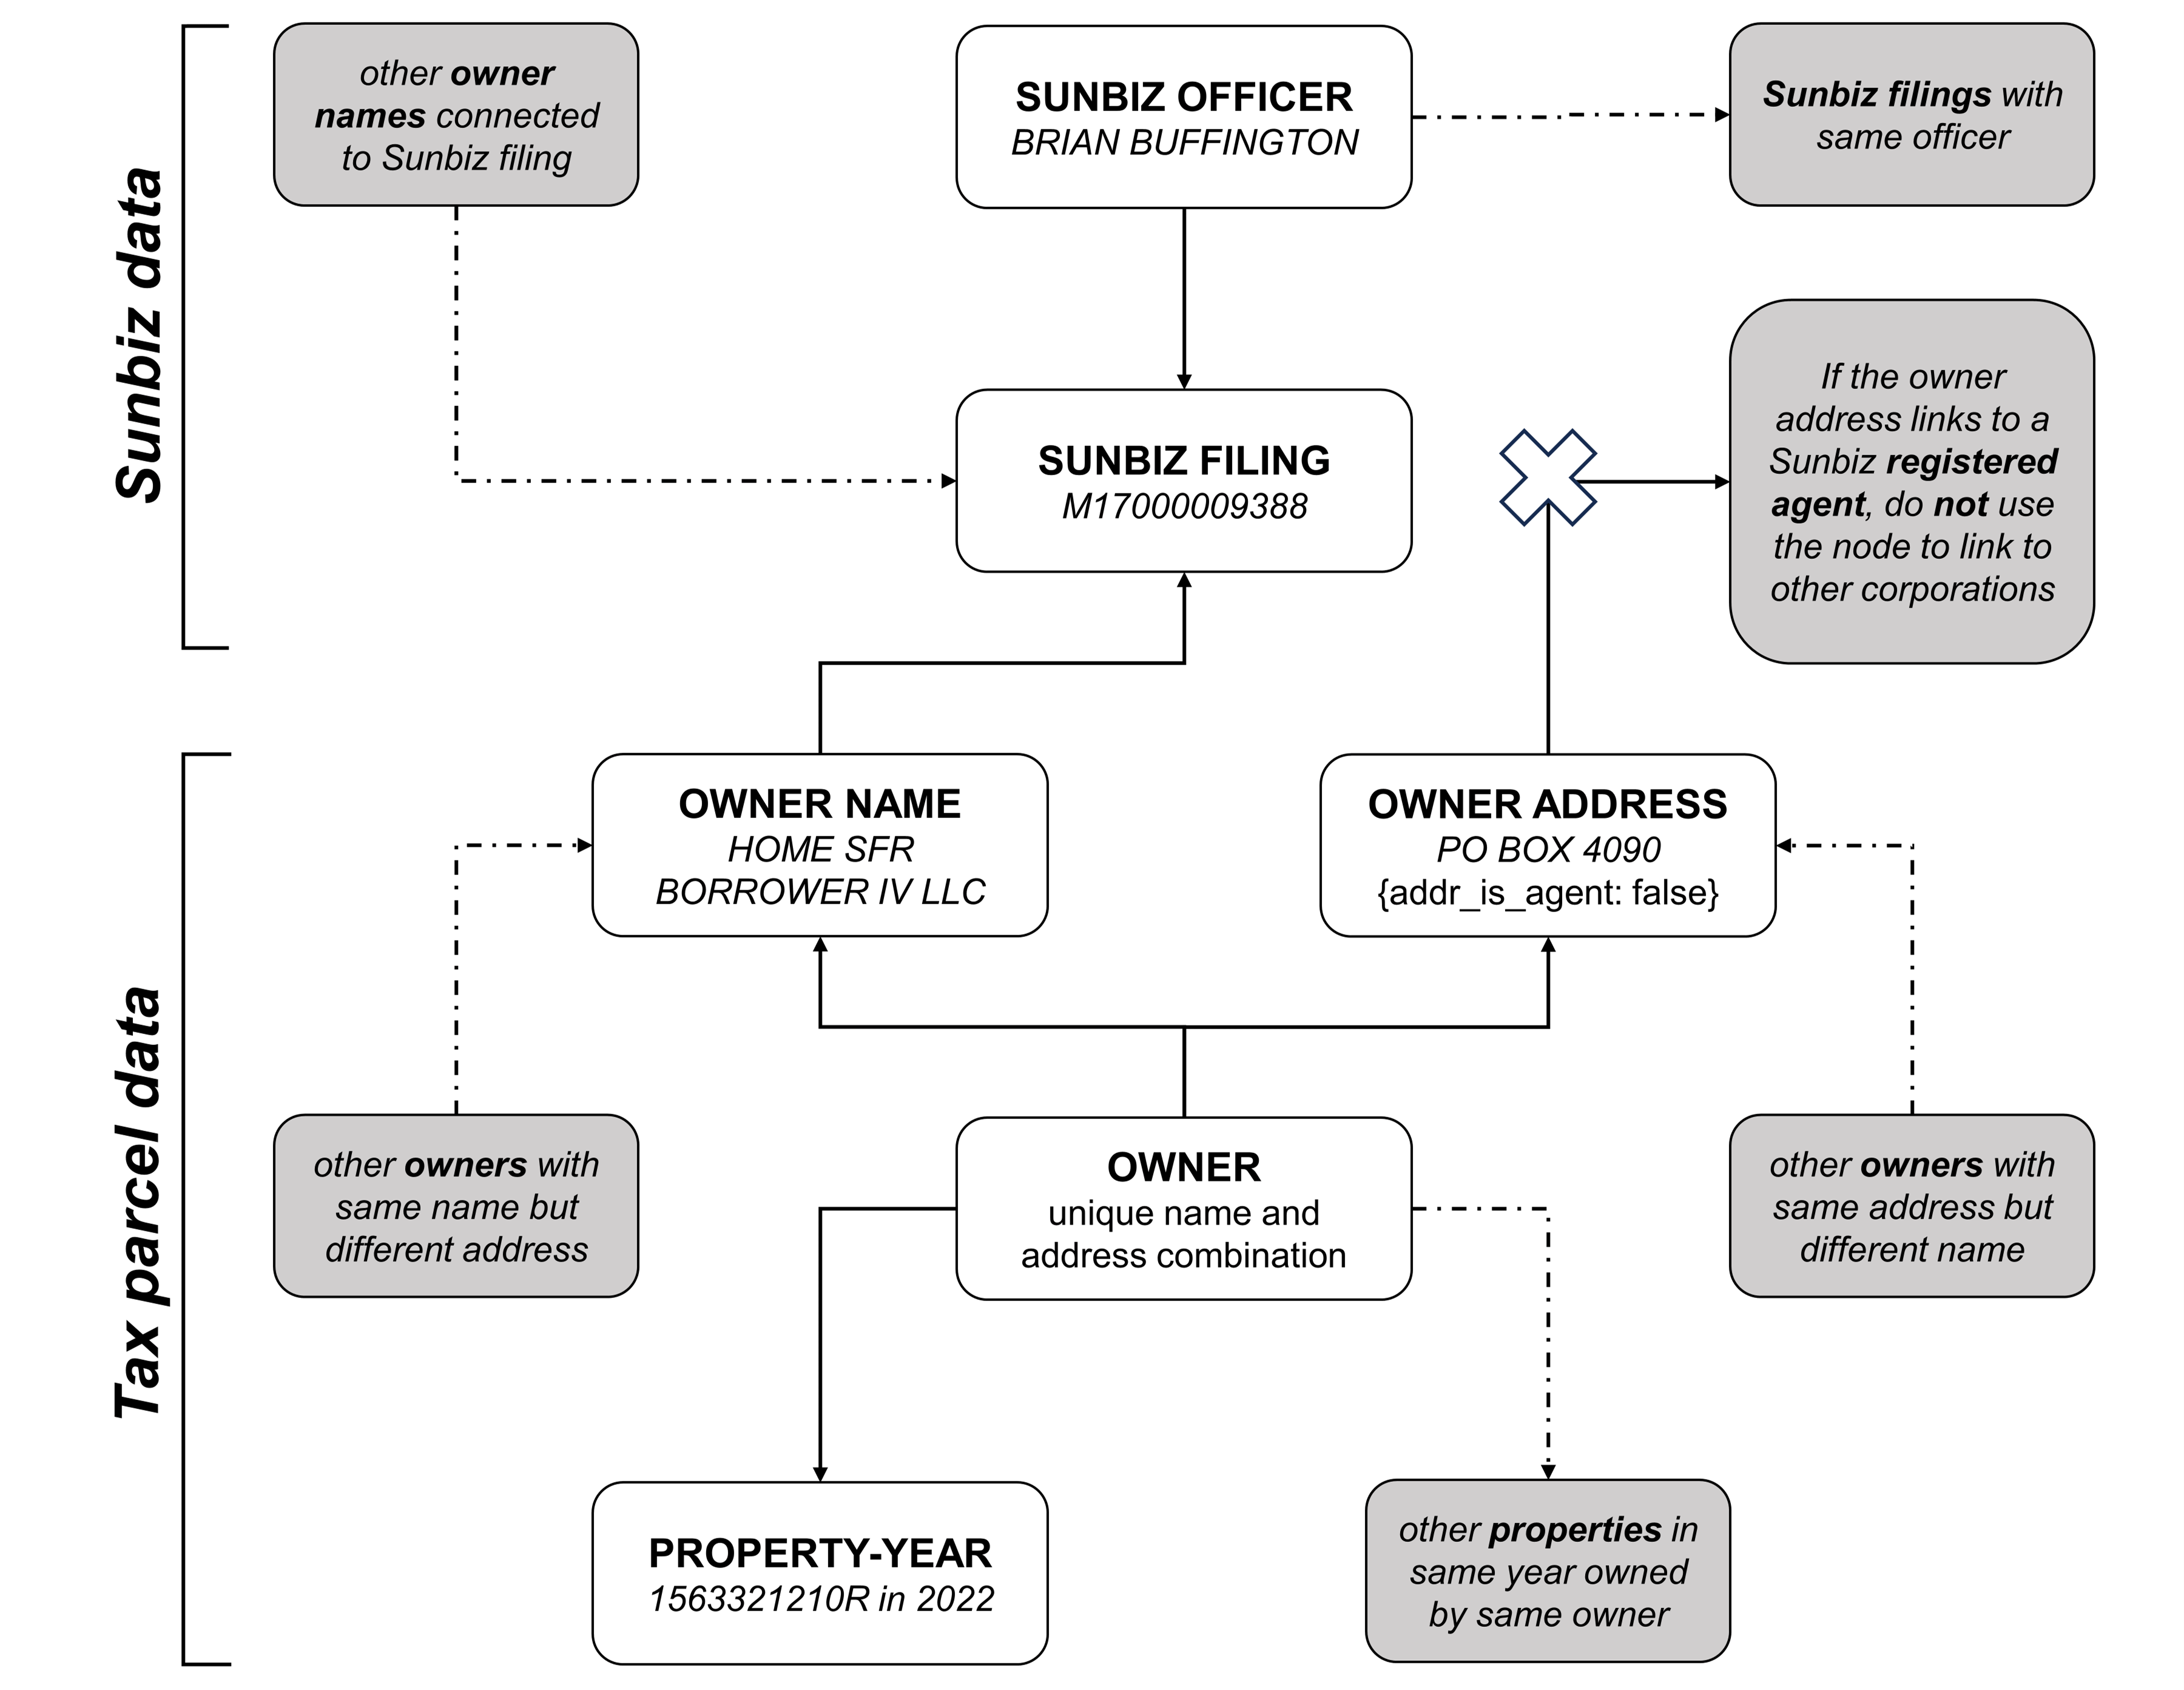 Sunbiz data
other owner
names connected
to Sunbiz filing
SUNBIZ OFFICER
BRIAN BUFFINGTON
Sunbiz filings with
same officer
SUNBIZ FILING
M17000009388
If the owner
address links to a
Sunbiz registered
agent, do not use
the node to link to
other corporations
Tax parcel data
OWNER NAME
HOME SFR
BORROWER IV LLC
OWNER ADDRESS
PO BOX 4090
{addr_is_agent: false}
other owners with
same name but
different address
OWNER
unique name and
address combination
other owners with
same address but
different name
PROPERTY-YEAR
1563321210R in 2022
other properties in
same year owned
by same owner